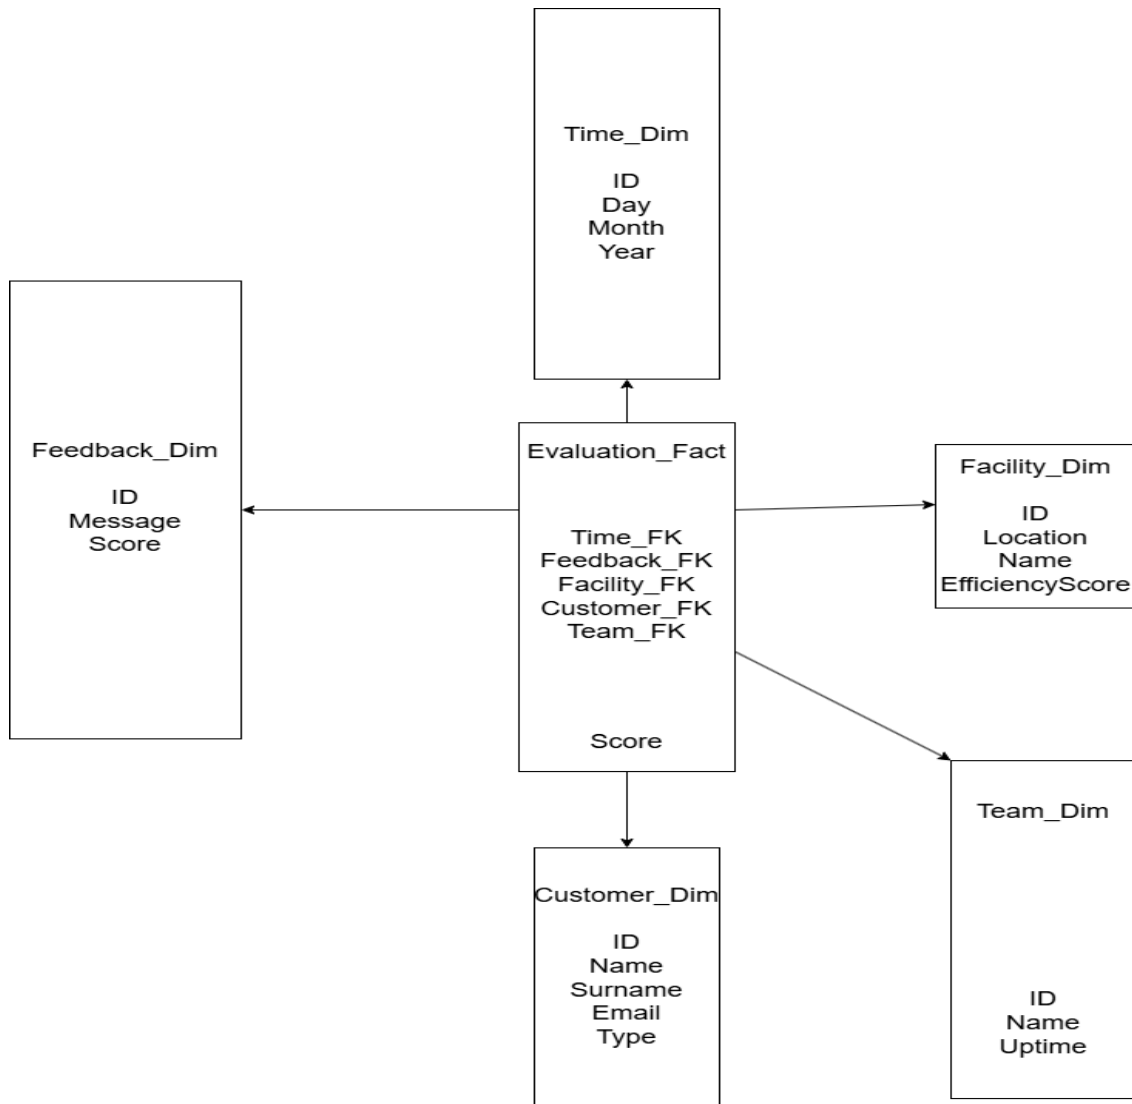 Time_Dim
ID
Day
Month
Year
Feedback_Dim
ID
Message
Score
Evaluation_Fact
Time_FK
Feedback_FK
Facility_FK
Customer_FK
Team_FK
Score
Facility_Dim
ID
Location
Name
EfficiencyScore
Team_Dim
ID
Name
Uptime
Customer_Dim
ID
Name
Surname
Email
Type